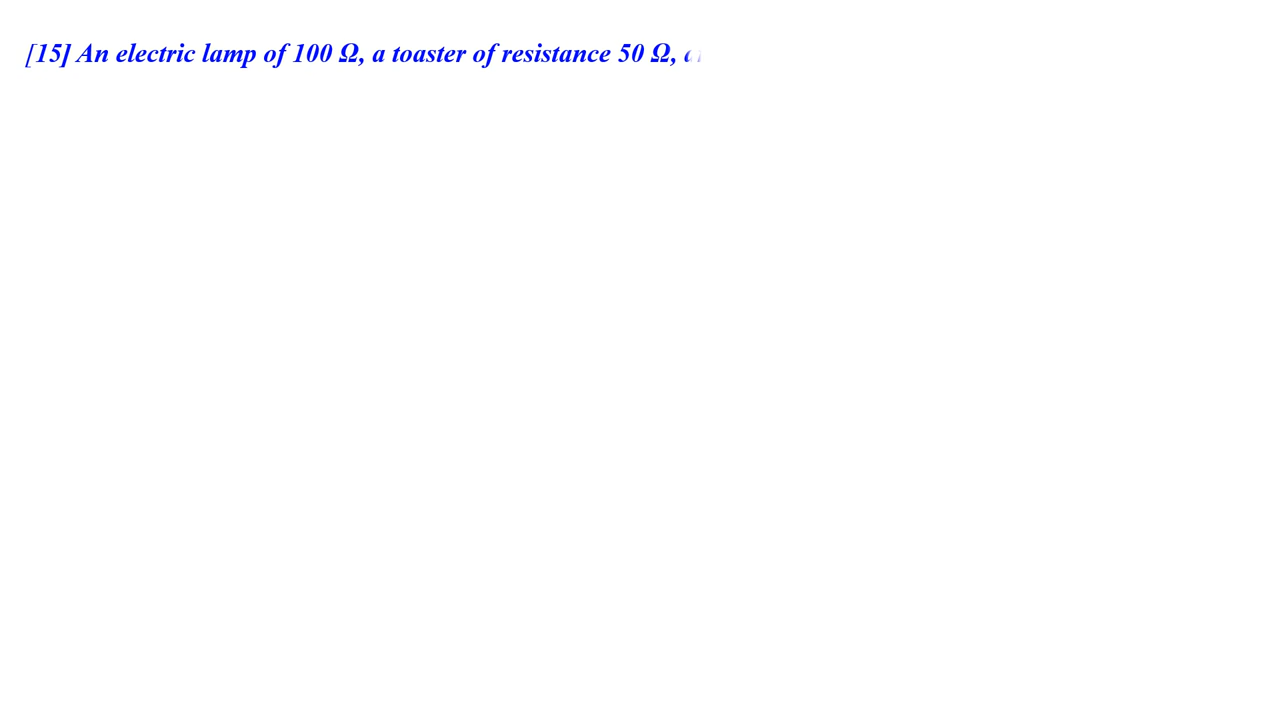 [15] An electric lamp of 100 Ω, a toaster of resistance 50 Ω,